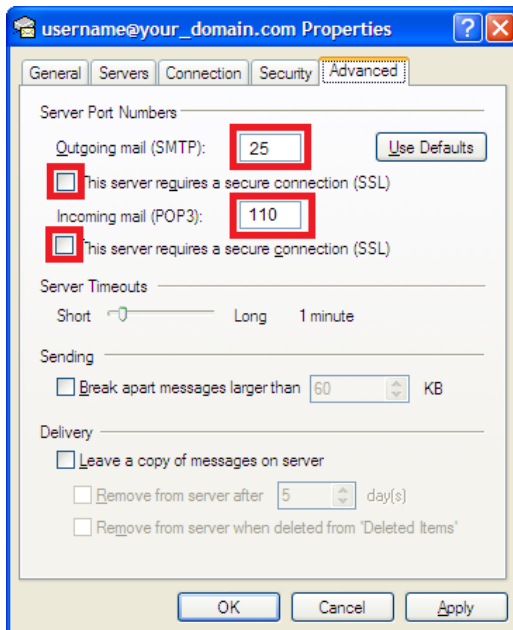 username@your_domain.com Properties
General Servers Connection Security Advanced
Server Port Numbers
Outgoing mail (SMTP): 25 Use Defaults
This server requires a secure connection (SSL)
Incoming mail (POP3): 110
This server requires a secure connection (SSL)
Server Timeouts
Short Long 1 minute
Sending
Break apart messages larger than 60 KB
Delivery
Leave a copy of messages on server
Remove from server after 5 day(s)
Remove from server when deleted from 'Deleted Items'
OK Cancel Apply